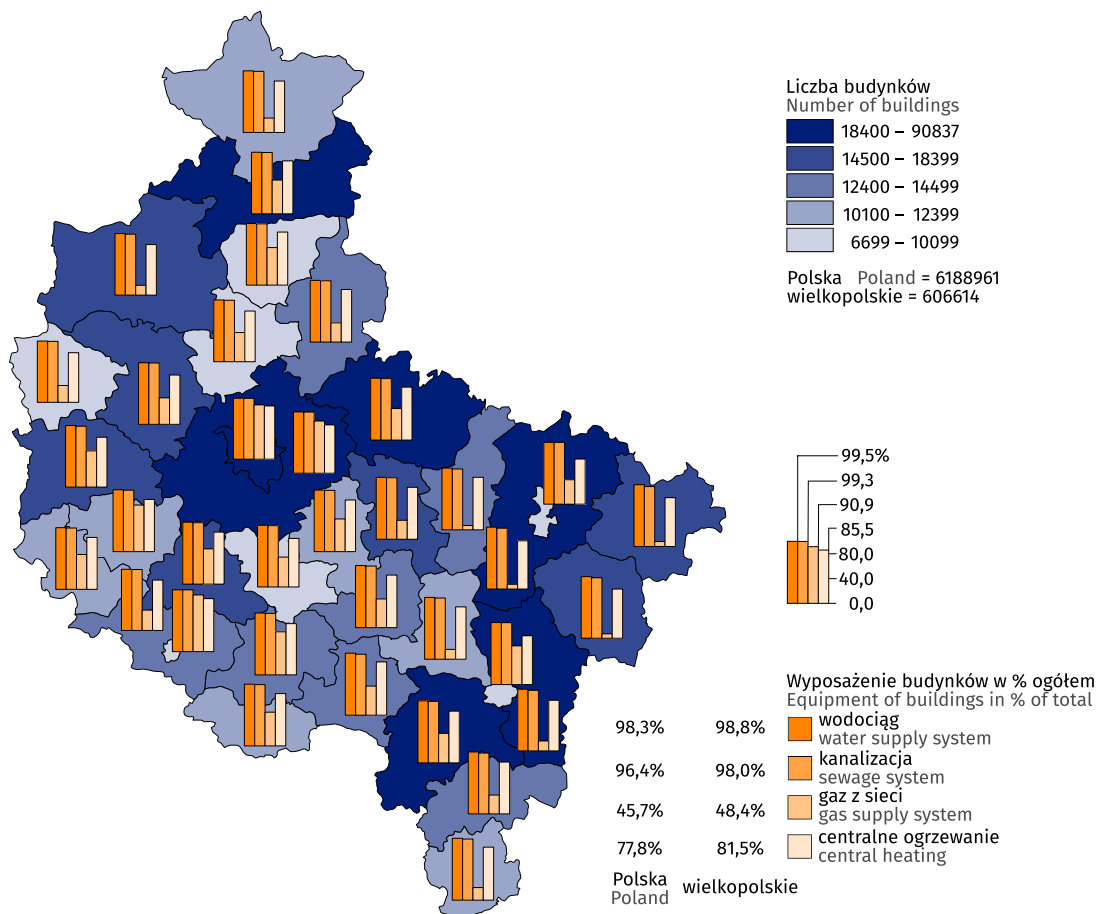 Liczba budynków
Number of buildings
18400 – 90837
14500 – 18399
12400 – 14499
10100 – 12399
6699 – 10099
Polska Poland = 6188961
wielkopolskie = 606614
99,5%
99,3
90,9
85,5
80,0
40,0
0,0
Wyposażenie budynków w % ogółem
Equipment of buildings in % of total
98,3% 98,8% wodociąg
water supply system
96,4% 98,0% kanalizacja
sewage system
45,7% 48,4% gaz z sieci
gas supply system
77,8% 81,5% centralne ogrzewanie
central heating
Polska wielkopolskie
Poland